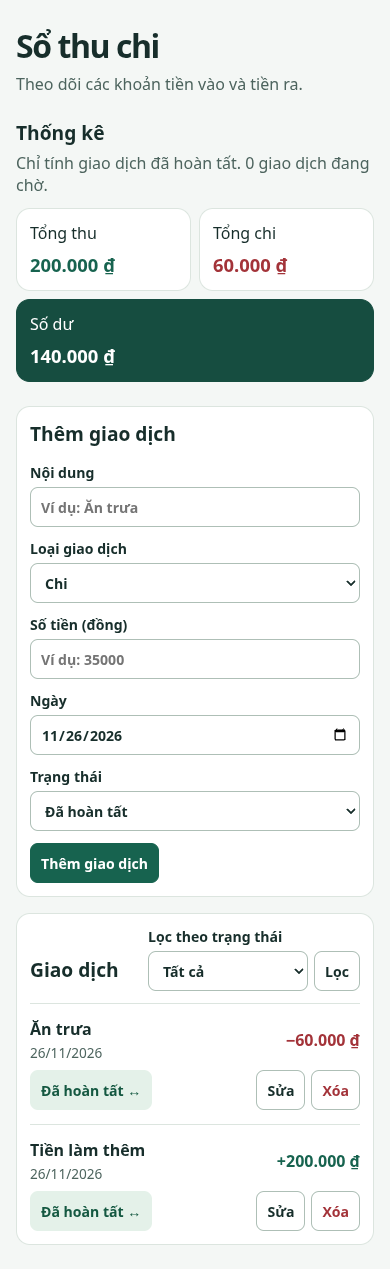 Sổ thu chi
Theo dõi các khoản tiền vào và tiền ra.
Thống kê
Chỉ tính giao dịch đã hoàn tất. 0 giao dịch đang
chờ.
Tổng thu
200.000 ₫
Tổng chi
60.000 ₫
Số dư
140.000 ₫
Thêm giao dịch
Nội dung
Ví dụ: Ăn trưa
Loại giao dịch
Chi
Số tiền (đồng)
Ví dụ: 35000
Ngày
11/26/2026
Trạng thái
Đã hoàn tất
Thêm giao dịch
Giao dịch
Lọc theo trạng thái
Tất cả
Lọc
Ăn trưa
26/11/2026
−60.000 ₫
Đã hoàn tất ↔
Sửa
Xóa
Tiền làm thêm
26/11/2026
+200.000 ₫
Đã hoàn tất ↔
Sửa
Xóa